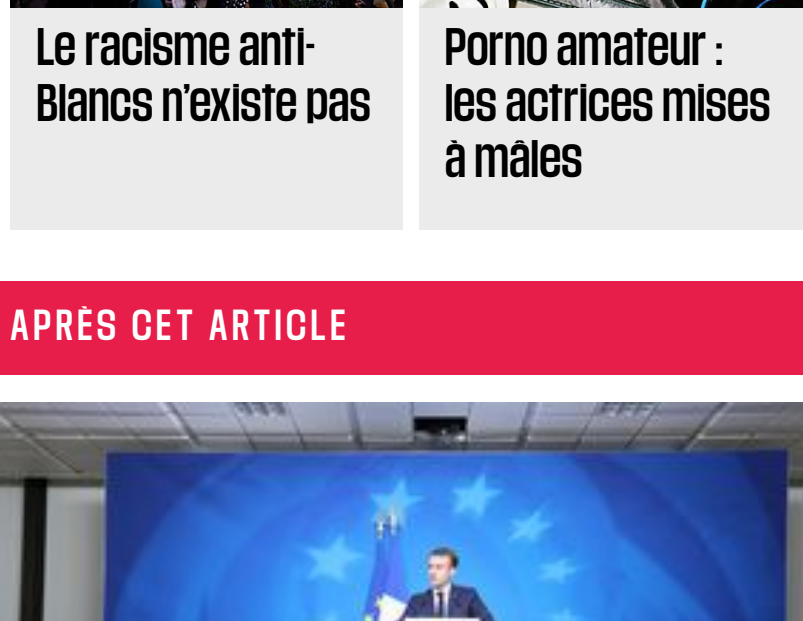 Le racisme anti-
Blancs n'existe pas
Porno amateur :
les actrices mises
à mâles
APRÈS CET ARTICLE